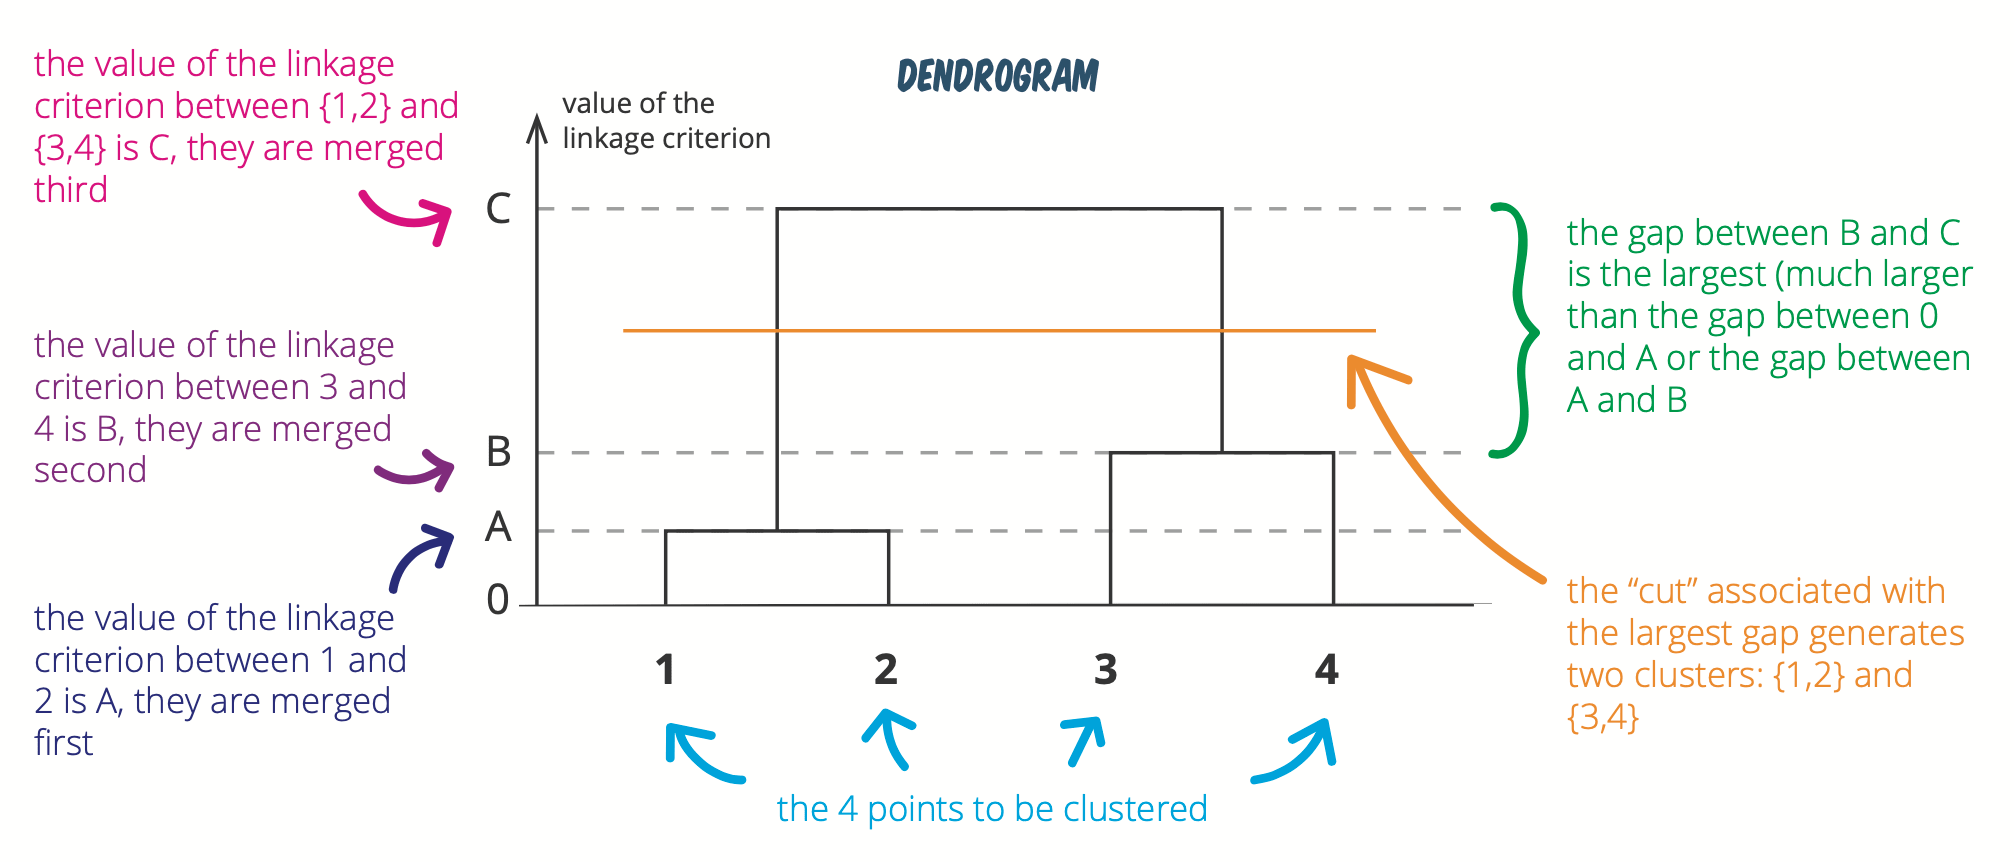 DENDROGRAM
the value of the linkage
criterion between {1,2} and
{3,4} is C, they are merged
third
value of the
linkage criterion
C
the gap between B and C
is the largest (much larger
than the gap between 0
and A or the gap between
A and B
the value of the linkage
criterion between 3 and
4 is B, they are merged
second
B
A
0
the value of the linkage
criterion between 1 and
2 is A, they are merged
first
the “cut” associated with
the largest gap generates
two clusters: {1,2} and
{3,4}
1 2 3 4
the 4 points to be clustered